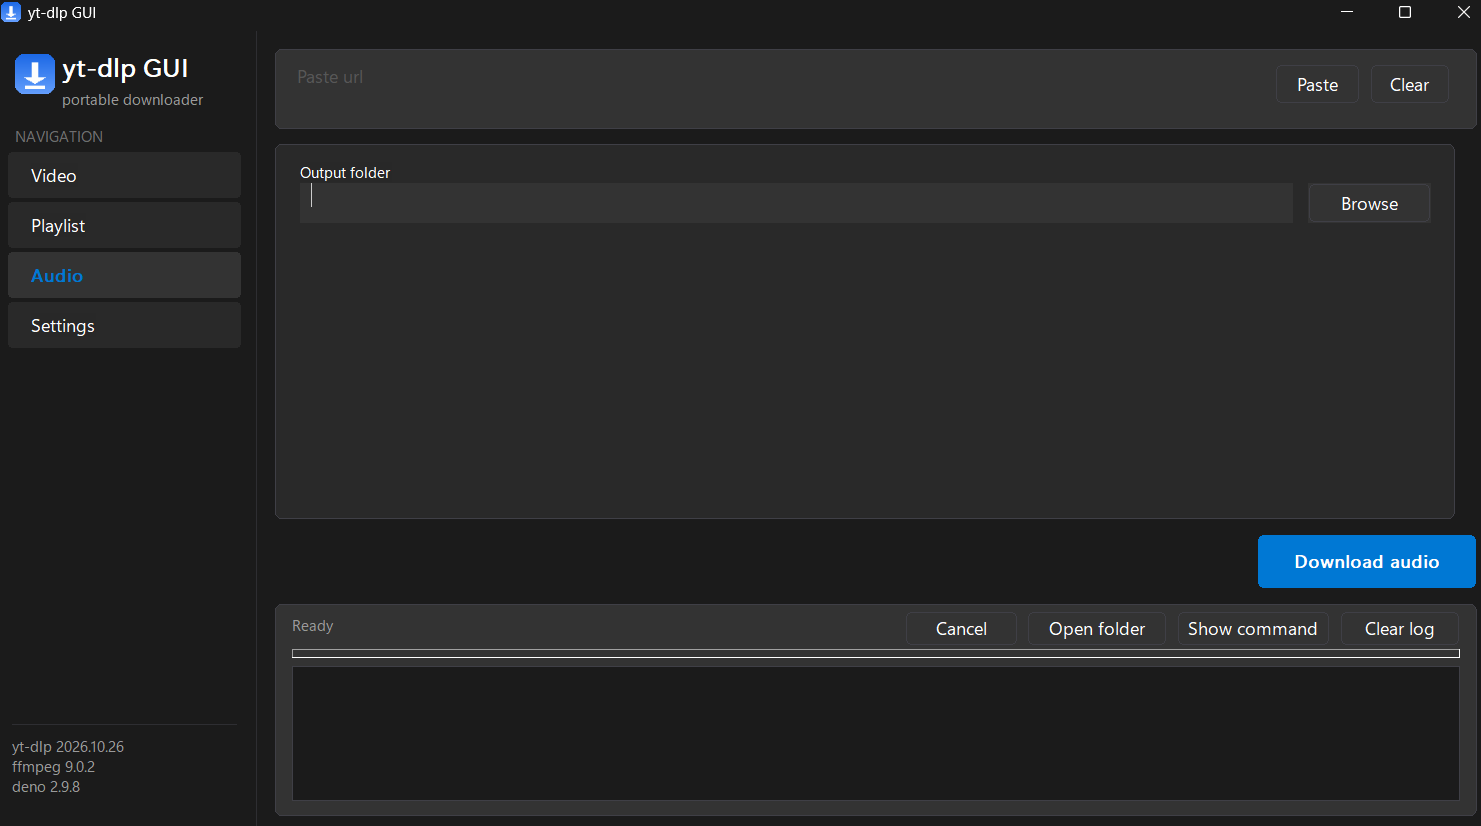 yt-dlp GUI
yt-dlp GUI
portable downloader
NAVIGATION
Video
Playlist
Audio
Settings
yt-dlp 2026.10.26
ffmpeg 9.0.2
deno 2.9.8
Paste url
Paste
Clear
Output folder
Browse
Download audio
Ready
Cancel
Open folder
Show command
Clear log